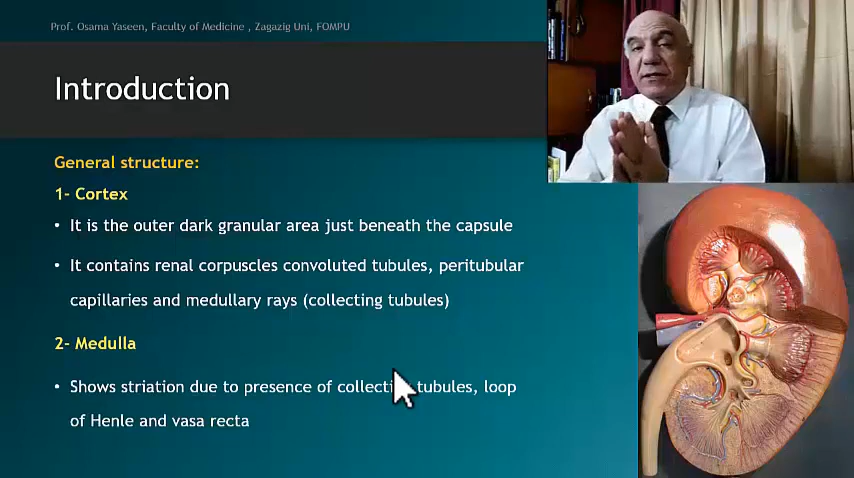 Prof. Osama Yaseen, Faculty of Medicine , Zagazig Uni, FOMPU
Introduction
General structure:
1- Cortex
• It is the outer dark granular area just beneath the capsule
• It contains renal corpuscles convoluted tubules, peritubular
capillaries and medullary rays (collecting tubules)
2- Medulla
• Shows striation due to presence of tubules, loop
of Henle and vasa recta